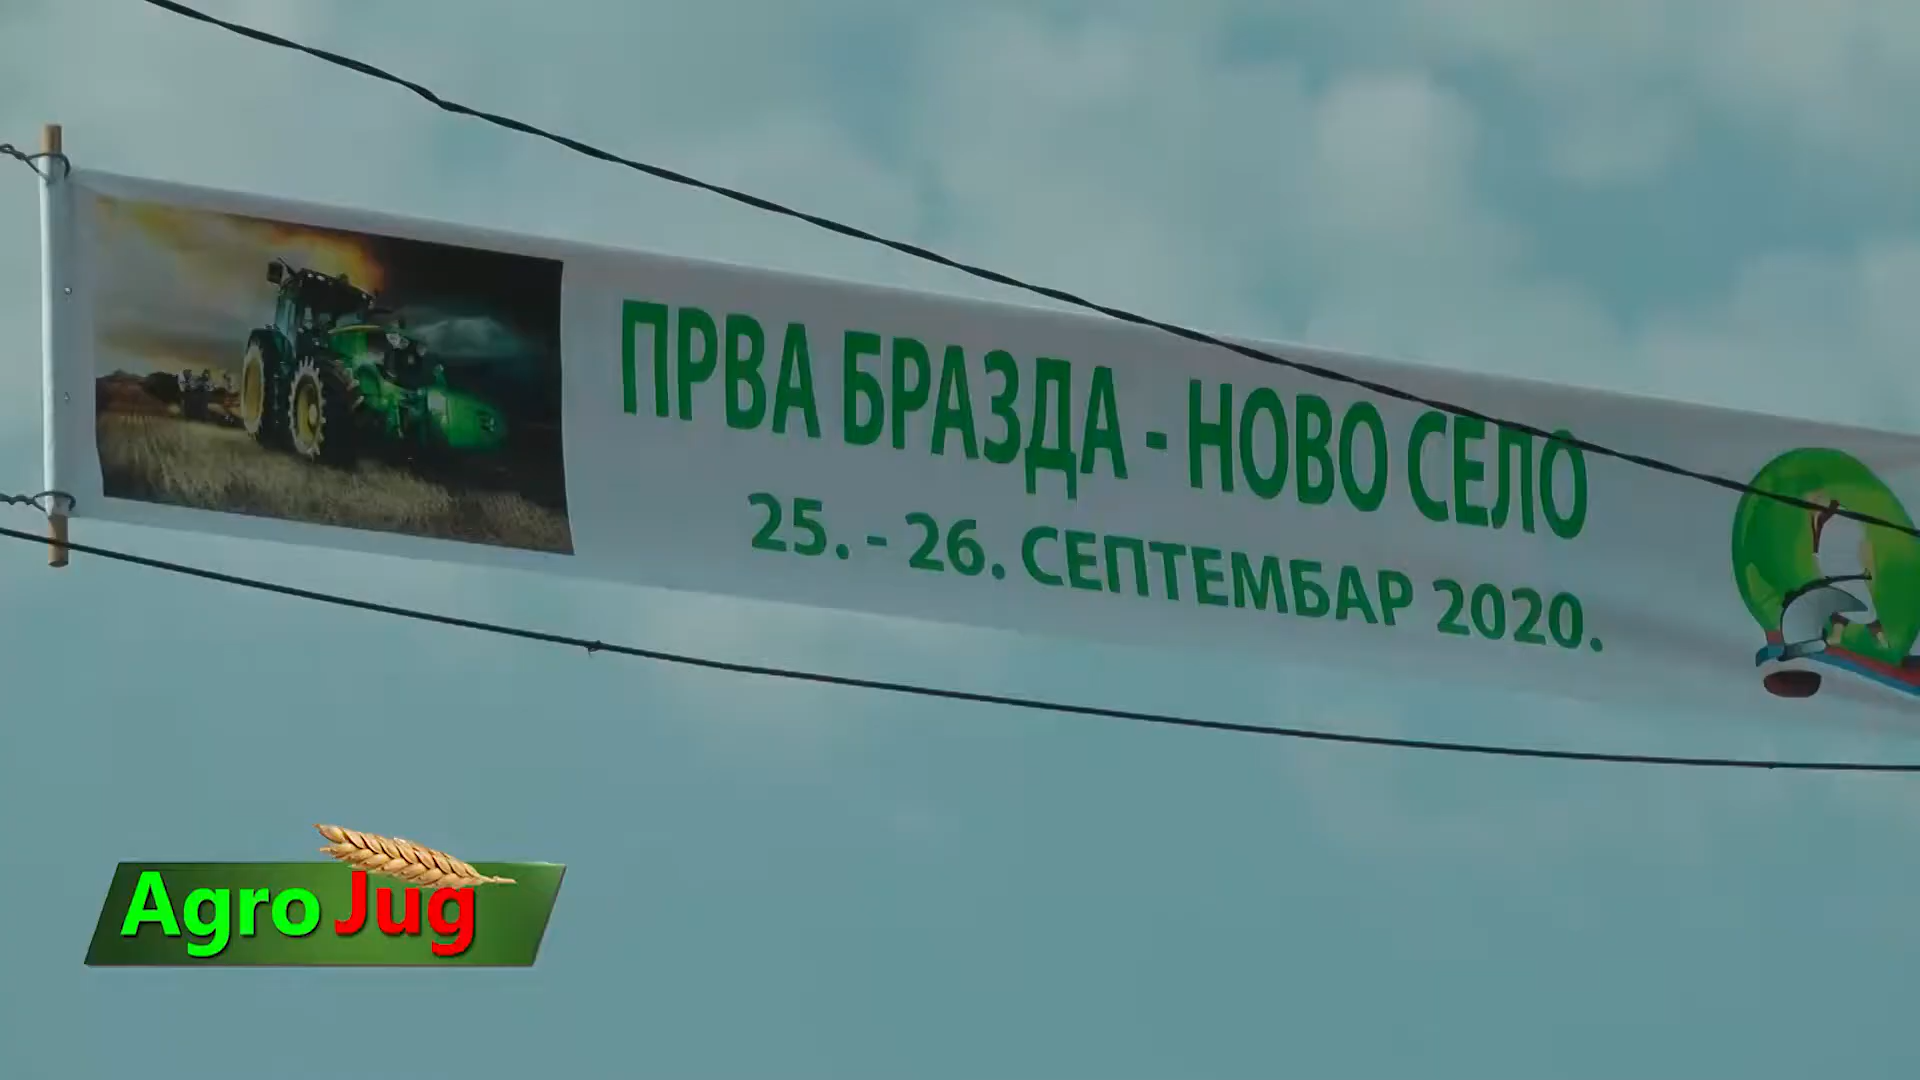 ПРВА БРАЗДА - НОВО СЕЛО
25. - 26. СЕПТЕМБАР 2020.
Agro Jug